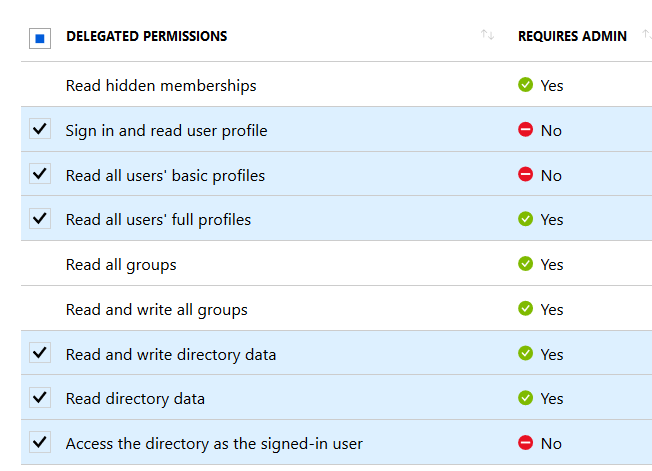 DELEGATED PERMISSIONS REQUIRES ADMIN
Read hidden memberships Yes
Sign in and read user profile No
Read all users' basic profiles No
Read all users' full profiles Yes
Read all groups Yes
Read and write all groups Yes
Read and write directory data Yes
Read directory data Yes
Access the directory as the signed-in user No